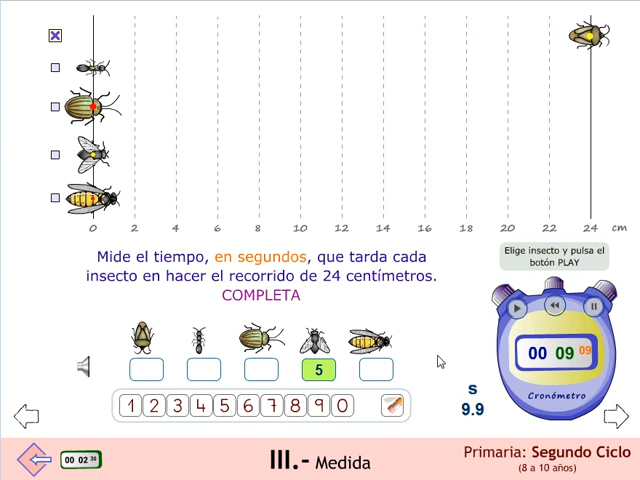 0 2 4 6 8 10 12 14 16 18 20 22 24 cm
Mide el tiempo, en segundos, que tarda cada
insecto en hacer el recorrido de 24 centímetros.
COMPLETA
Elige insecto y pulsa el
botón PLAY
00 09 09
Cronómetro
5
s
9.9
1 2 3 4 5 6 7 8 9 0
00 02 30
III.- Medida
Primaria: Segundo Ciclo
(8 a 10 años)